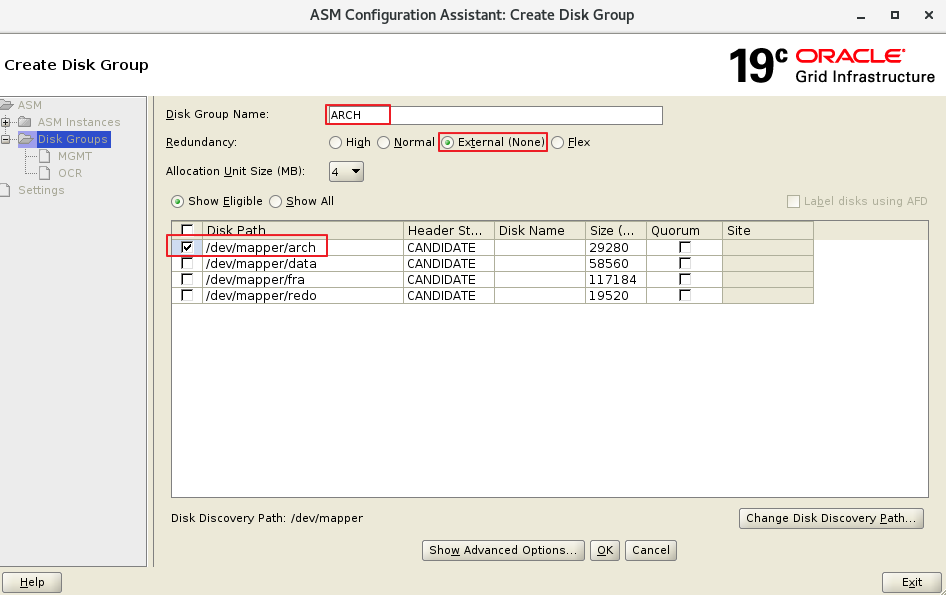 ASM Configuration Assistant: Create Disk Group
Create Disk Group
19c ORACLE
Grid Infrastructure
ASM
ASM Instances
Disk Groups
MGMT
OCR
Settings
Disk Group Name: ARCH
Redundancy: High Normal External (None) Flex
Allocation Unit Size (MB): 4
Show Eligible Show All Label disks using AFD
Disk Path Header St... Disk Name Size (... Quorum Site
/dev/mapper/arch CANDIDATE 29280
/dev/mapper/data CANDIDATE 58560
/dev/mapper/fra CANDIDATE 117184
/dev/mapper/redo CANDIDATE 19520
Disk Discovery Path: /dev/mapper Change Disk Discovery Path...
Show Advanced Options... OK Cancel
Help Exit